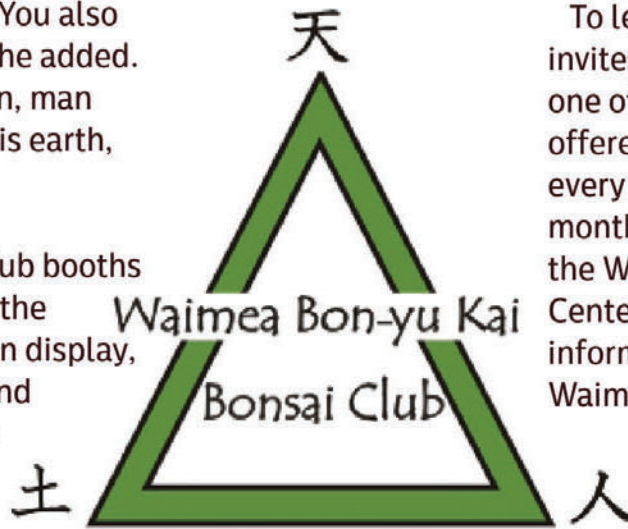 You also
he added.
n, man
is earth,
ub booths
the
n display,
nd
天
Waimea Bon-yu Kai
Bonsai Club
土
人
To le
invite
one o
offere
every
month
the W
Cente
infor
Waim